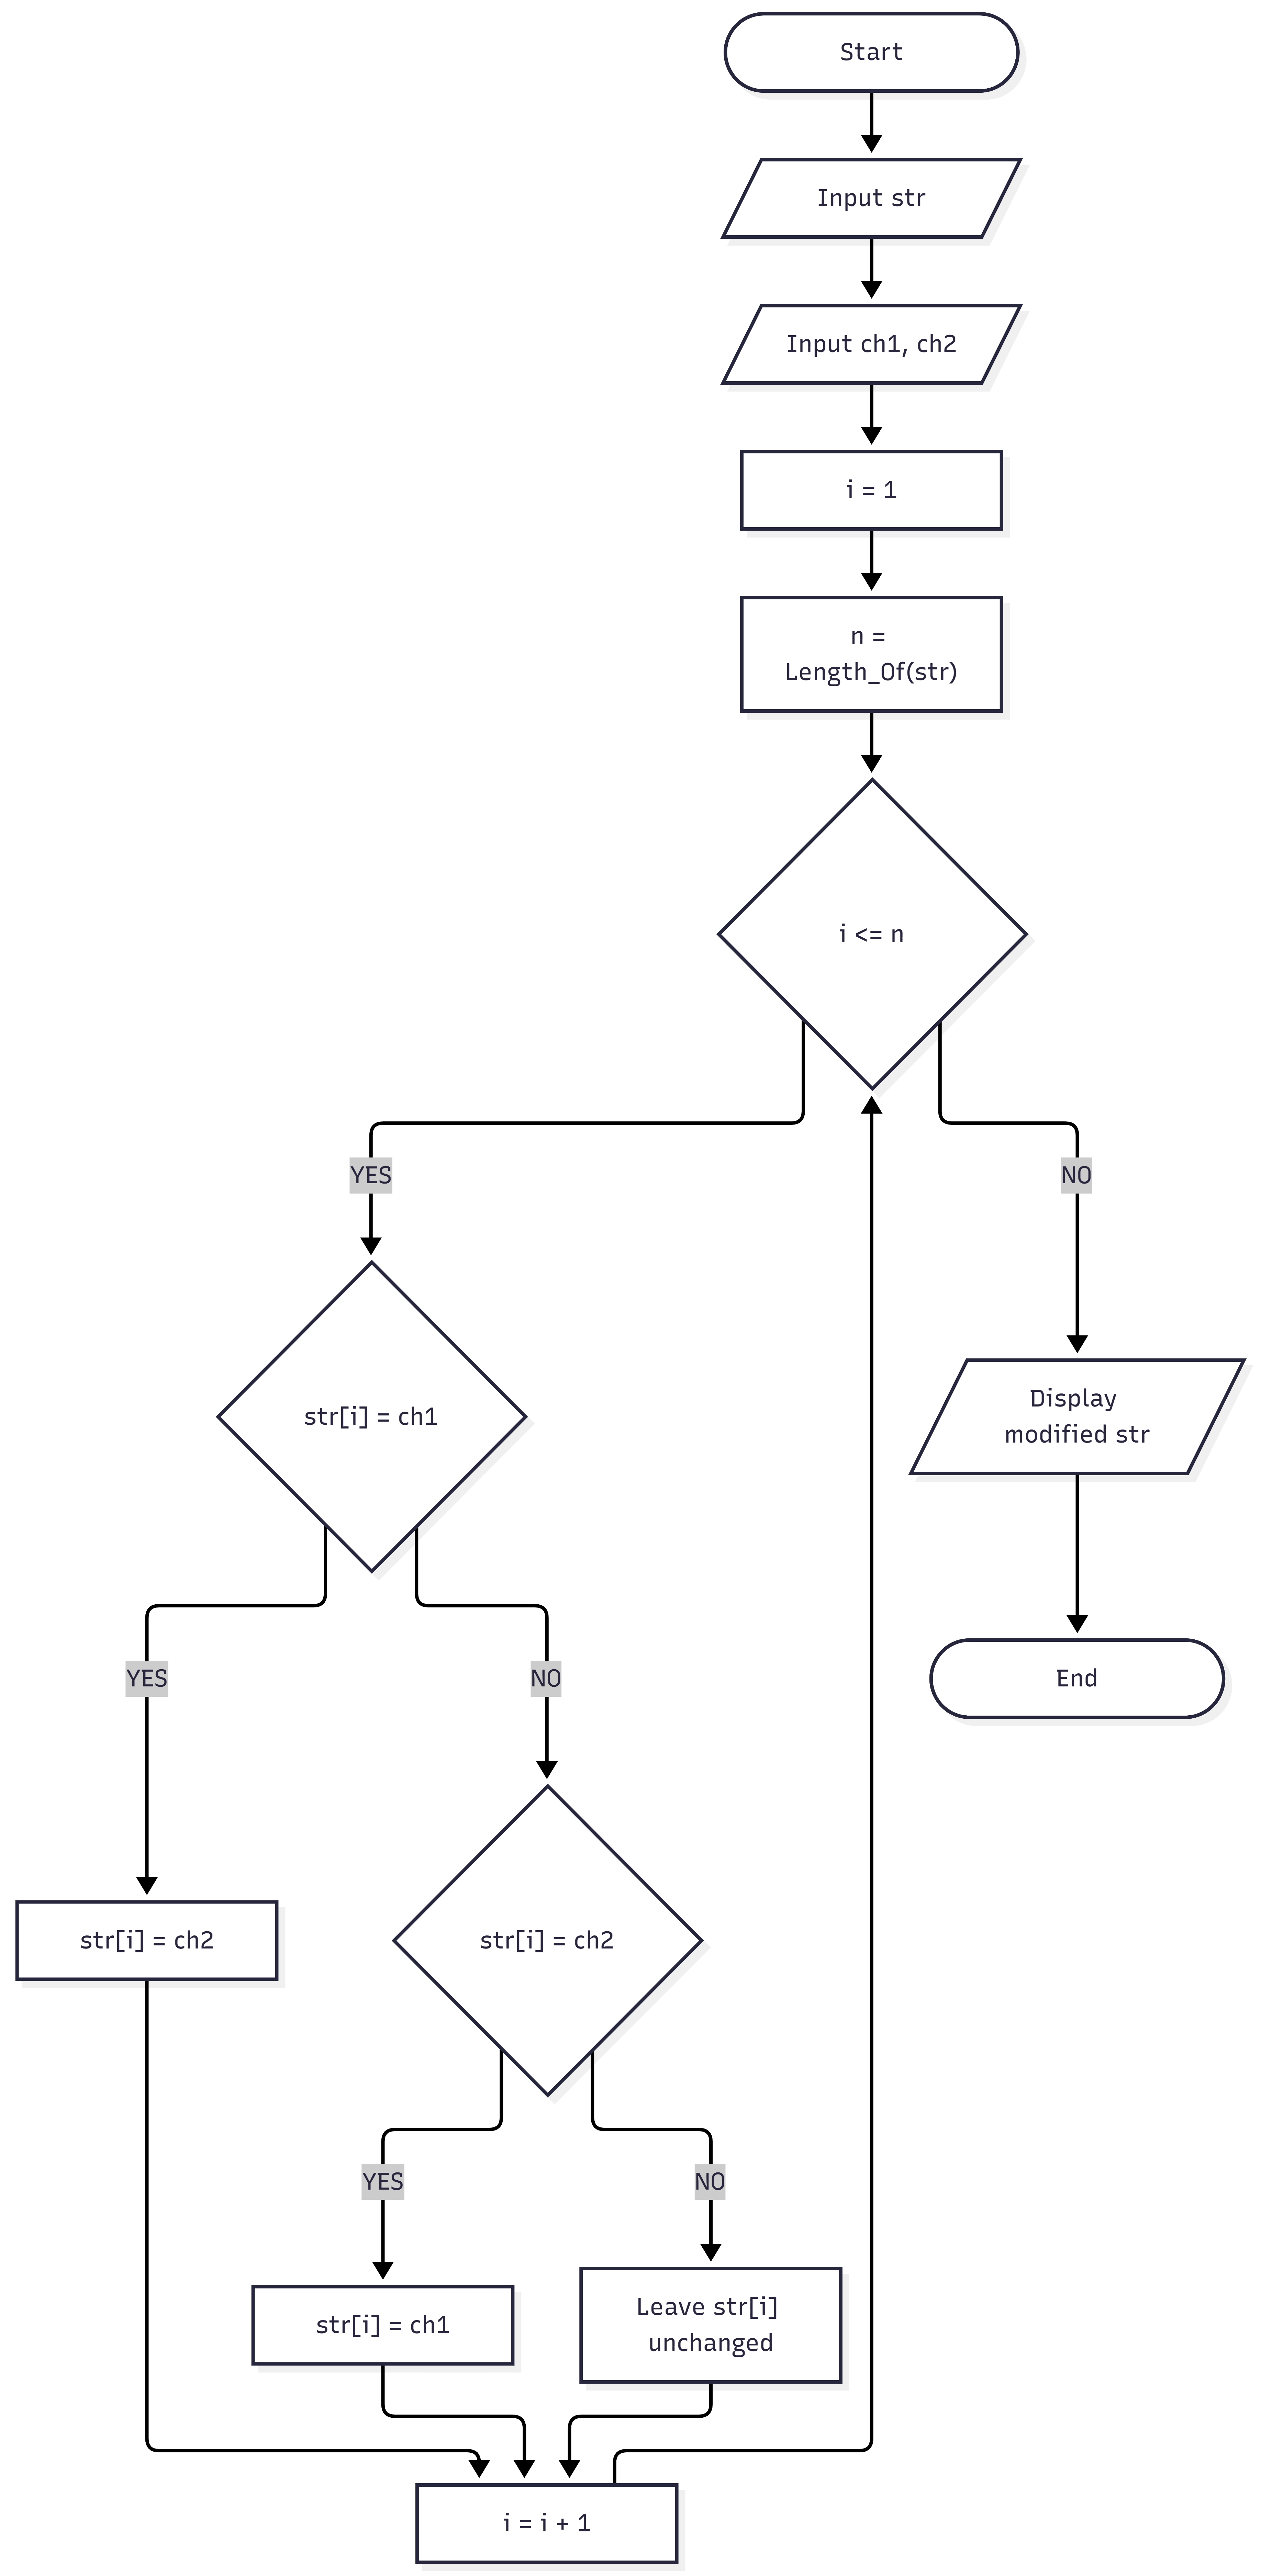 Start
Input str
Input ch1, ch2
i = 1
n =
Length_Of(str)
i <= n
YES
NO
str[i] = ch1
Display
modified str
YES
NO
End
str[i] = ch2
str[i] = ch2
YES
NO
str[i] = ch1
Leave str[i]
unchanged
i = i + 1